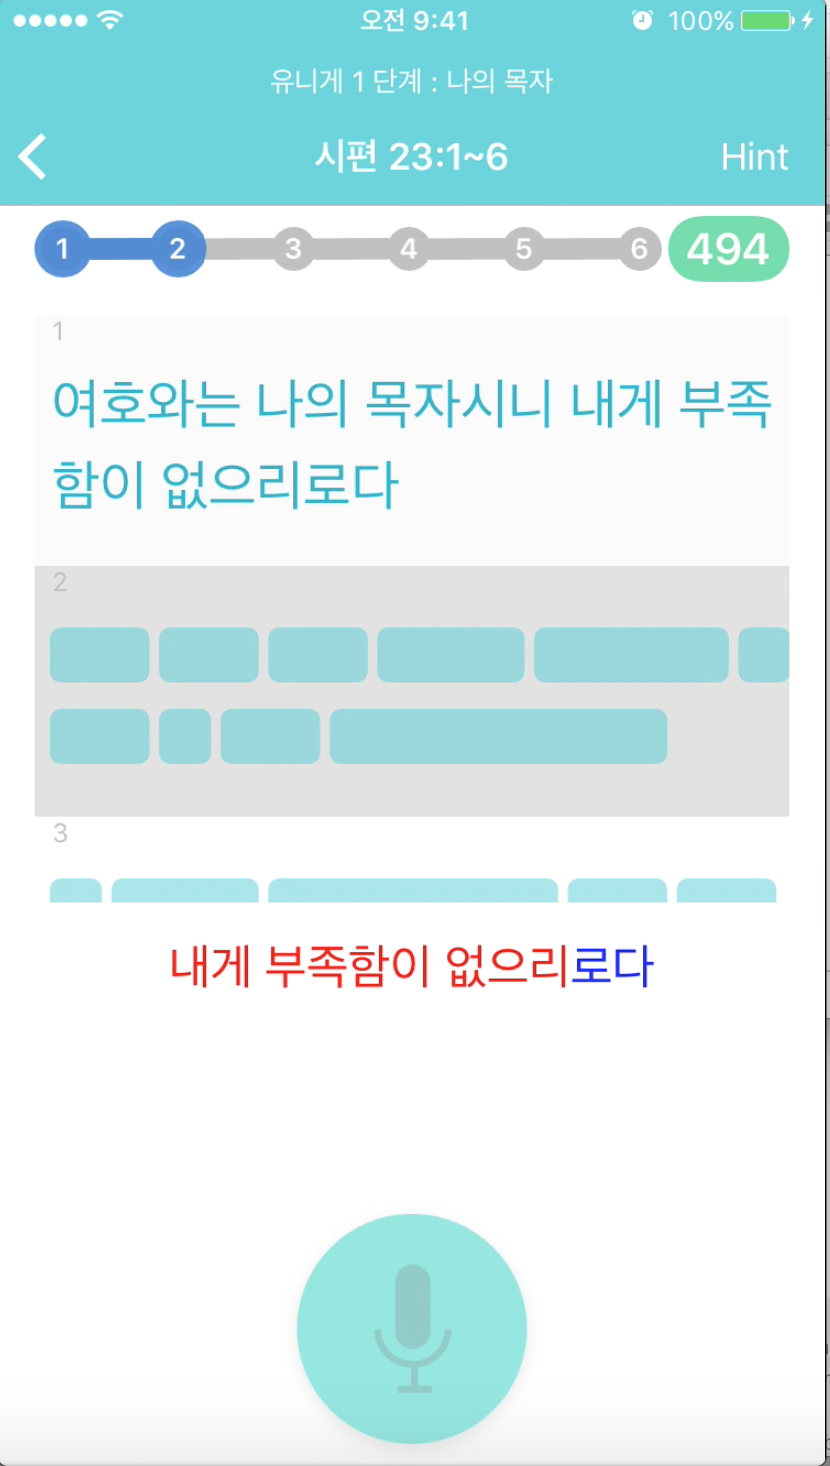 오전 9:41
100%
유니게 1 단계 : 나의 목자
시편 23:1~6
Hint
1 2 3 4 5 6 494
1
여호와는 나의 목자시니 내게 부족
함이 없으리로다
2
3
내게 부족함이 없으리로다